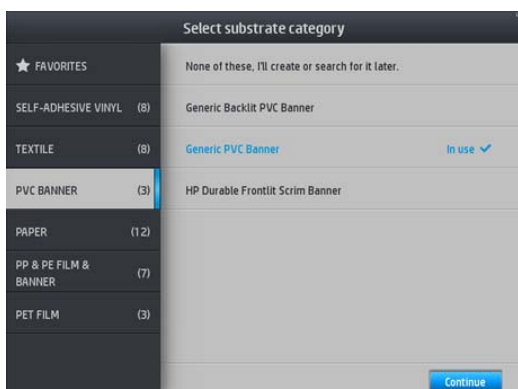 Select substrate category
FAVORITES
SELF-ADHESIVE VINYL (8)
TEXTILE (8)
PVC BANNER (3)
PAPER (12)
PP & PE FILM &
BANNER (7)
PET FILM (3)
None of these, I'll create or search for it later.
Generic Backlit PVC Banner
Generic PVC Banner In use
HP Durable Frontlit Scrim Banner
Continue